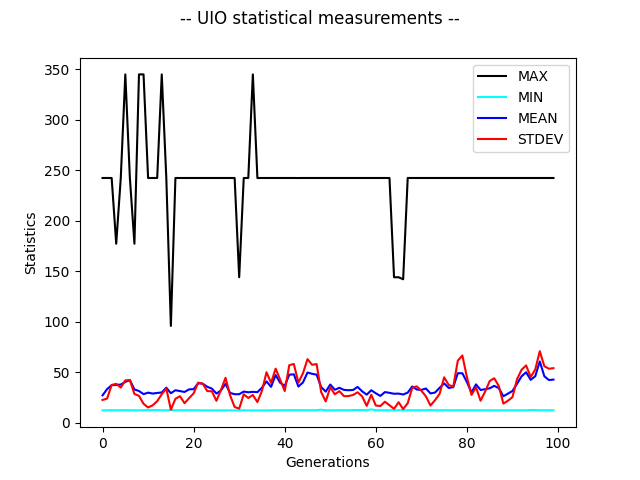 -- UIO statistical measurements --
350
300
250
200
150
100
50
0
Statistics
MAX
MIN
MEAN
STDEV
0 20 40 60 80 100
Generations